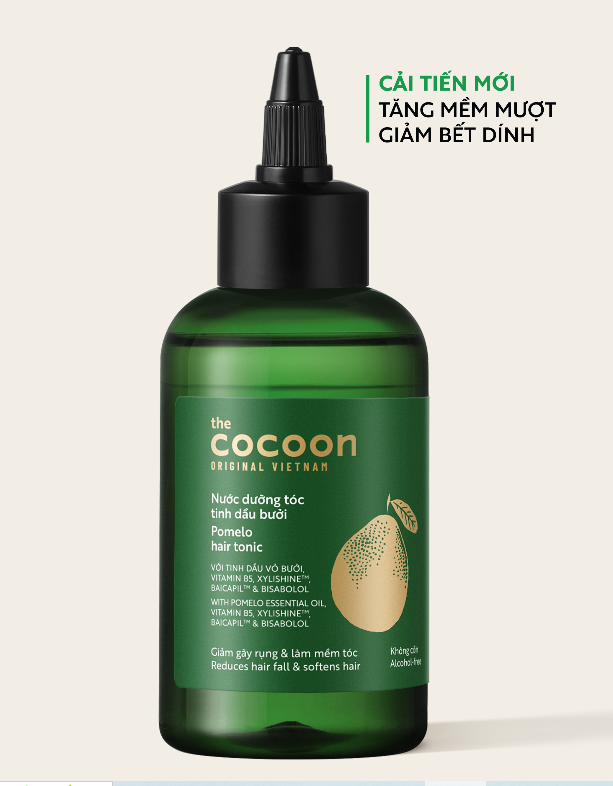 CẢI TIẾN MỚI
TĂNG MỀM MƯỢT
GIẢM BẾT DÍNH
the
cocoon
ORIGINAL VIETNAM
Nước dưỡng tóc
tinh dầu bưởi
Pomelo
hair tonic
VỚI TINH DẦU VỎ BƯỞI,
VITAMIN B5, XYLISHINE™,
BAICAPIL™ & BISABOLOL
WITH POMELO ESSENTIAL OIL,
VITAMIN B5, XYLISHINE™,
BAICAPIL™ & BISABOLOL
Giảm gãy rụng & làm mềm tóc
Reduces hair fall & softens hair
Không cồn
Alcohol-free